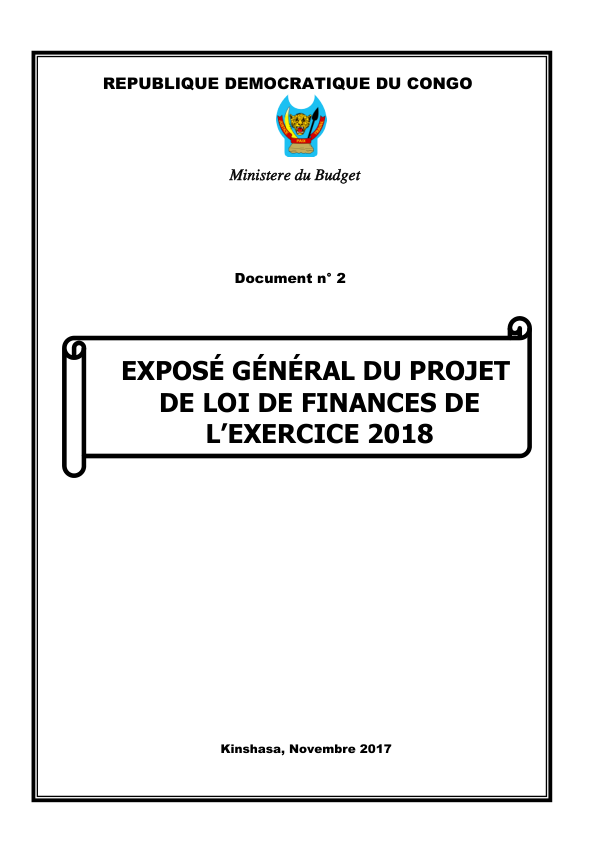 REPUBLIQUE DEMOCRATIQUE DU CONGO
Ministere du Budget
Document n° 2
EXPOSÉ GÉNÉRAL DU PROJET
DE LOI DE FINANCES DE
L’EXERCICE 2018
Kinshasa, Novembre 2017